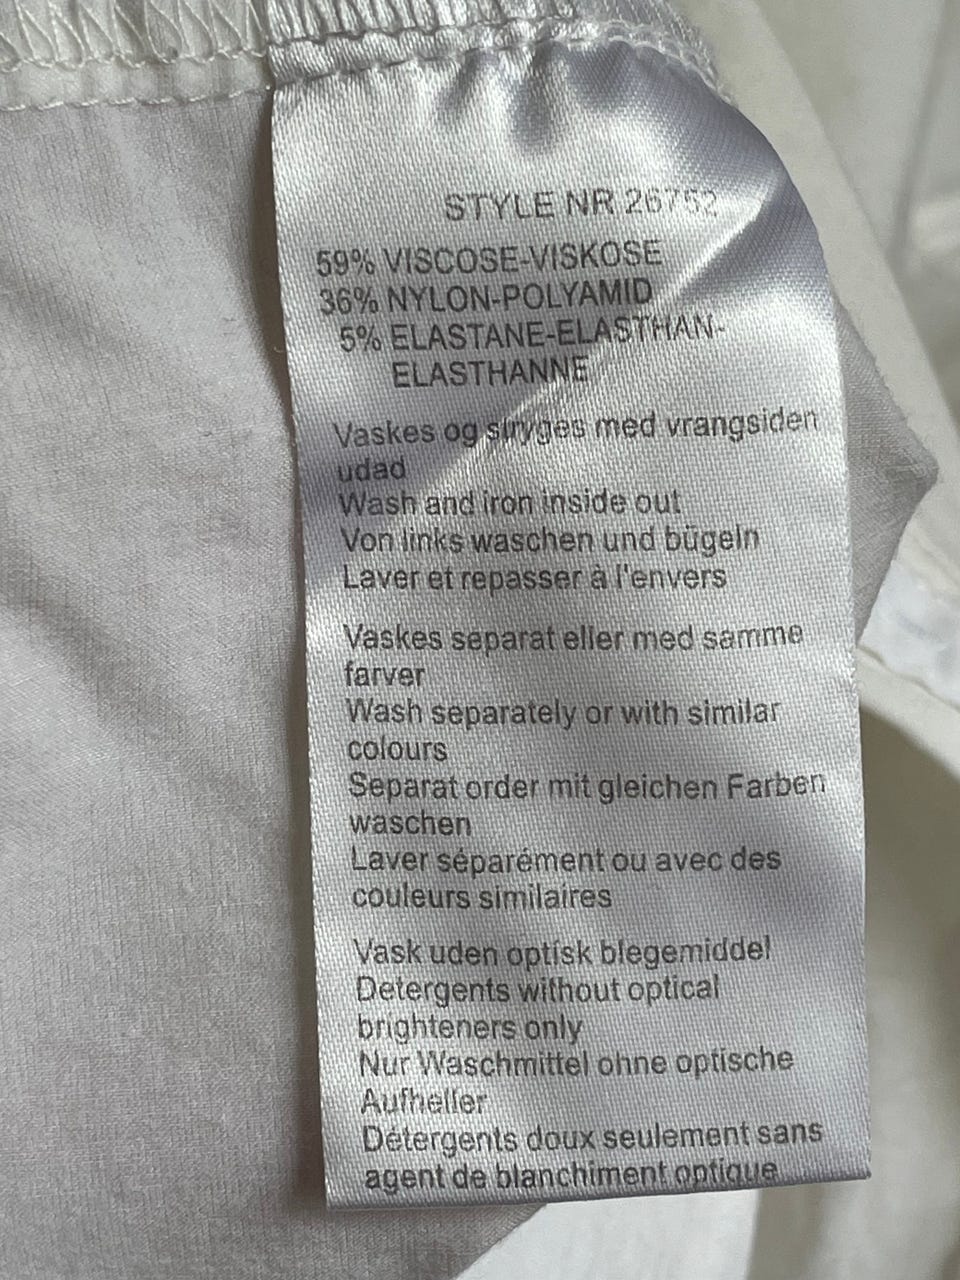 STYLE NR 26752
59% VISCOSE-VISKOSE
36% NYLON-POLYAMID
5% ELASTANE-ELASTHAN-
ELASTHANNE
Vaskes og stryges med vrangsiden
udad
Wash and iron inside out
Von links waschen und bügeln
Laver et repasser à l'envers
Vaskes separat eller med samme
farver
Wash separately or with similar
colours
Separat order mit gleichen Farben
waschen
Laver séparément ou avec des
couleurs similaires
Vask uden optisk blegemiddel
Detergents without optical
brighteners only
Nur Waschmittel ohne optische
Aufheller
Détergents doux seulement sans
agent de blanchiment optique